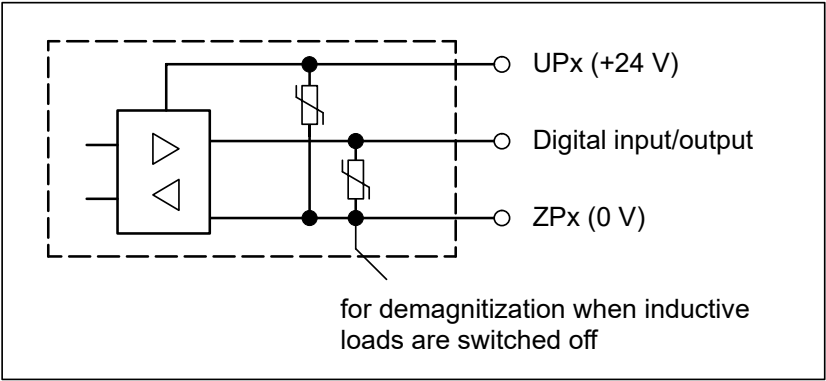 UPx (+24 V)
Digital input/output
ZPx (0 V)
for demagnitization when inductive
loads are switched off